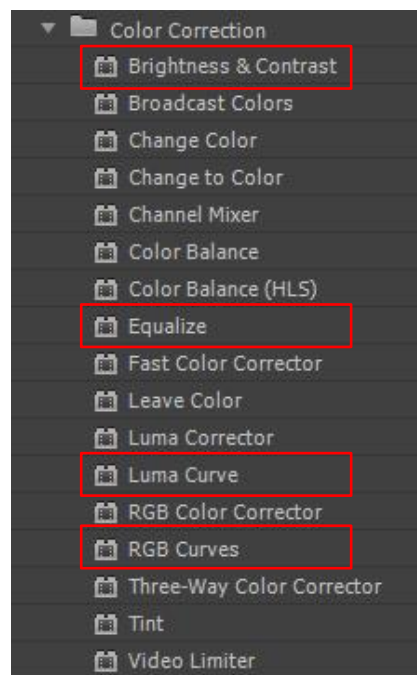 Color Correction
Brightness & Contrast
Broadcast Colors
Change Color
Change to Color
Channel Mixer
Color Balance
Color Balance (HLS)
Equalize
Fast Color Corrector
Leave Color
Luma Corrector
Luma Curve
RGB Color Corrector
RGB Curves
Three-Way Color Corrector
Tint
Video Limiter